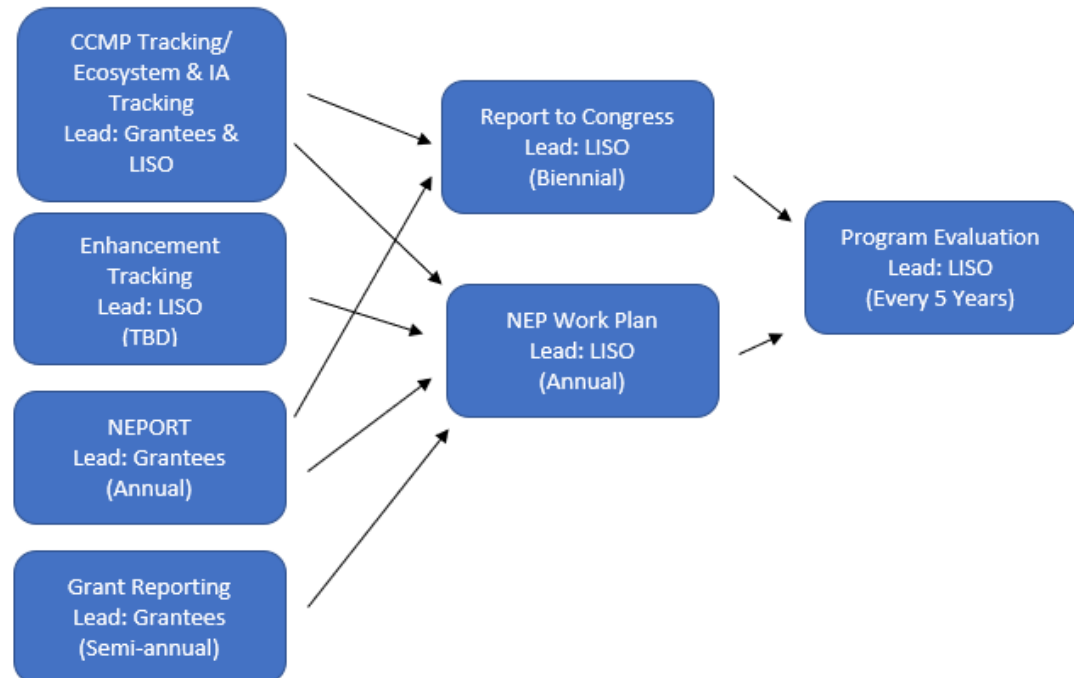 CCMP Tracking/
Ecosystem & IA
Tracking
Lead: Grantees &
LISO
Enhancement
Tracking
Lead: LISO
(TBD)
NEPORT
Lead: Grantees
(Annual)
Grant Reporting
Lead: Grantees
(Semi-annual)
Report to Congress
Lead: LISO
(Biennial)
NEP Work Plan
Lead: LISO
(Annual)
Program Evaluation
Lead: LISO
(Every 5 Years)